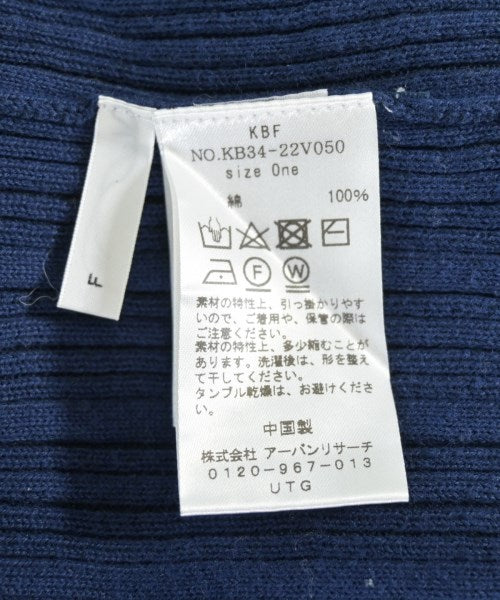 KBF
NO.KB34-22V050
size One
綿 100%
F W
素材の特性上、引っ掛かりやす
いので、ご着用や、保管の際は
ご注意ください。
素材の特性上、多少縮むことが
あります。洗濯後は、形を整え
て干してください。
タンブル乾燥は、お避けくださ
い。
中国製
株式会社 アーバンリサーチ
0120-967-013
UTG
F